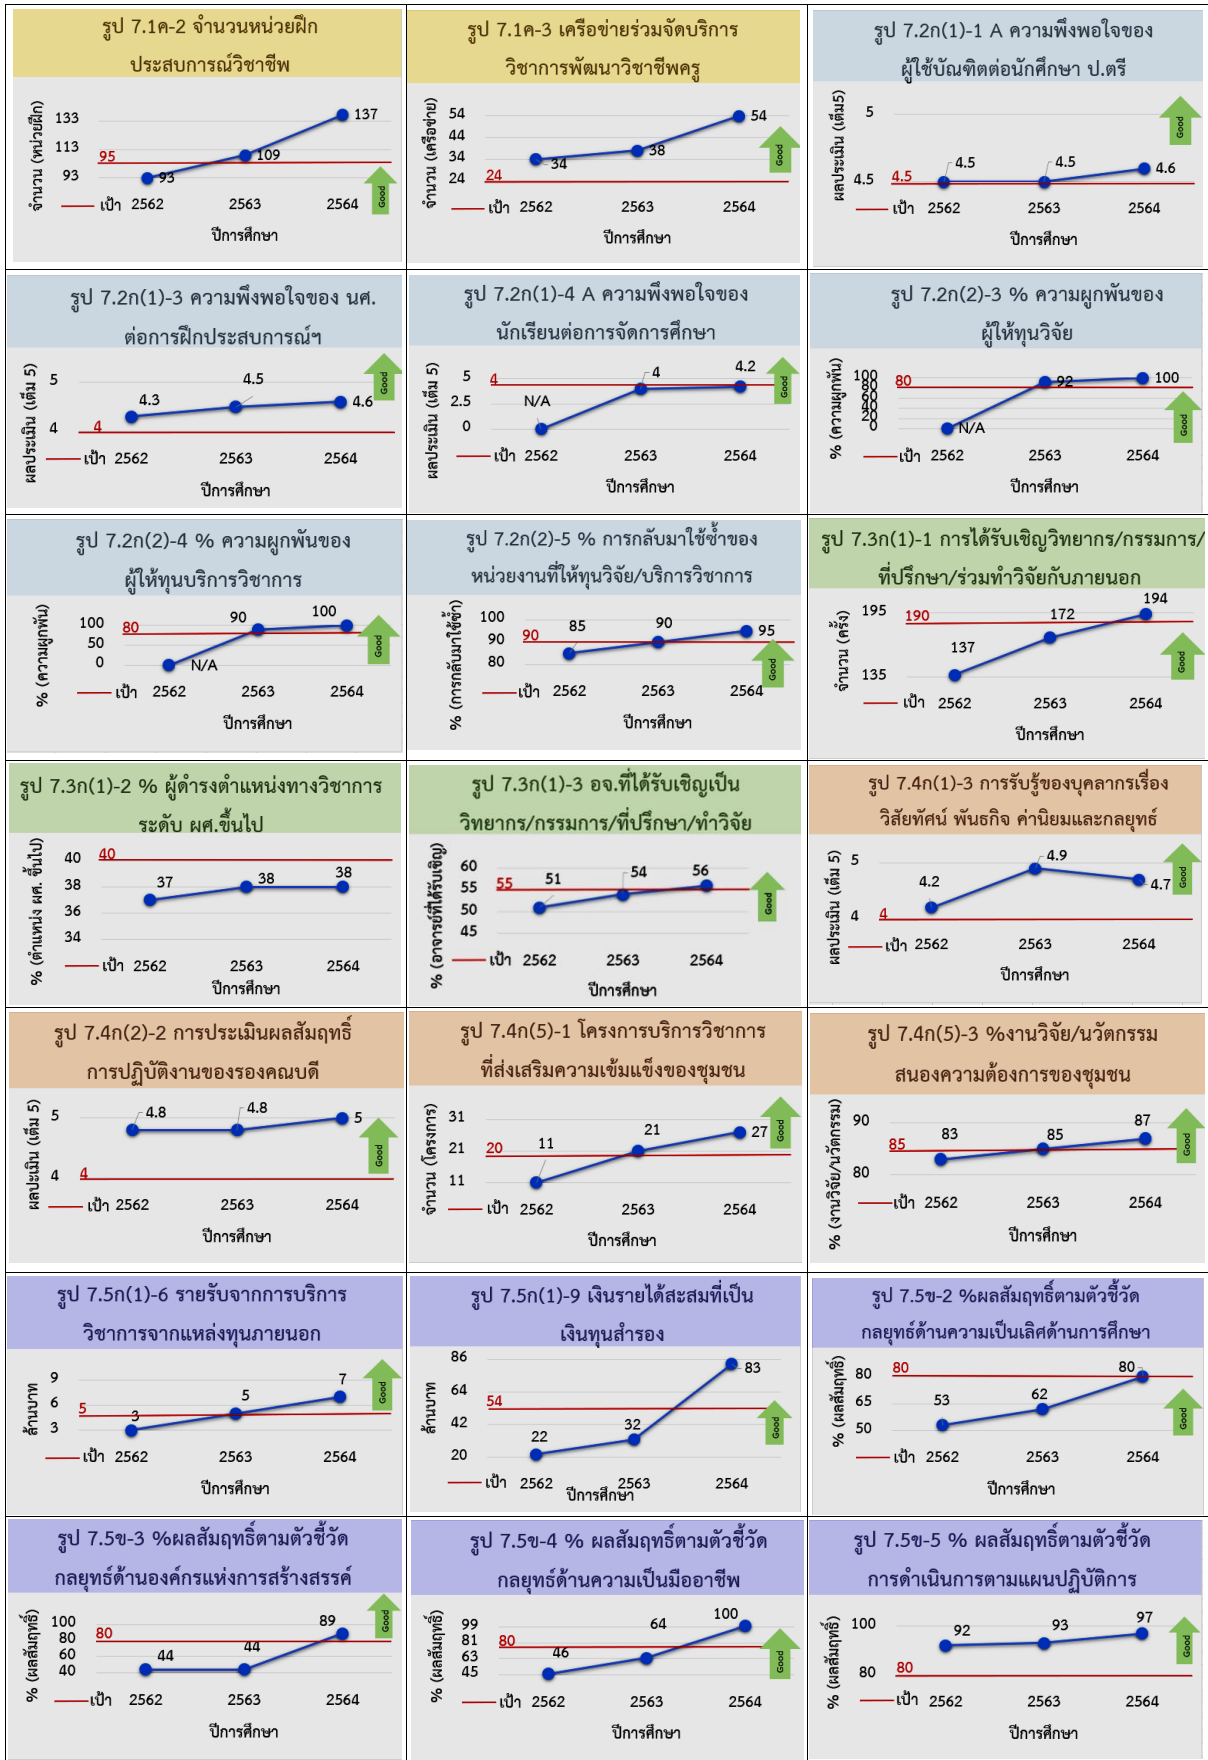 รูป 7.1ค-2 จำนวนหน่วยฝึก
ประสบการณ์วิชาชีพ
จำนวน (หน่วยฝึก)
133
113
93
95
93
109
137
Good
เป้า 2562 2563 2564
ปีการศึกษา
รูป 7.1ค-3 เครือข่ายร่วมจัดบริการ
วิชาการพัฒนาวิชาชีพครู
จำนวน (เครือข่าย)
54
44
34
24
24
34
38
54
Good
เป้า 2562 2563 2564
ปีการศึกษา
รูป 7.2ก(1)-1 A ความพึงพอใจของ
ผู้ใช้บัณฑิตต่อนักศึกษา ป.ตรี
ผลประเมิน (เต็ม5)
5
4.5
4.5
4.5
4.5
4.6
Good
เป้า 2562 2563 2564
ปีการศึกษา
รูป 7.2ก(1)-3 ความพึงพอใจของ นศ.
ต่อการฝึกประสบการณ์ฯ
ผลประเมิน (เต็ม 5)
5
4
4
4.3
4.5
4.6
Good
เป้า 2562 2563 2564
ปีการศึกษา
รูป 7.2ก(1)-4 A ความพึงพอใจของ
นักเรียนต่อการจัดการศึกษา
ผลประเมิน (เต็ม 5)
5
2.5
0
4
N/A
4
4.2
Good
เป้า 2562 2563 2564
ปีการศึกษา
รูป 7.2ก(2)-3 % ความผูกพันของ
ผู้ให้ทุนวิจัย
% (ความผูกพัน)
100
80
60
40
20
0
80
N/A
92
100
Good
เป้า 2562 2563 2564
ปีการศึกษา
รูป 7.2ก(2)-4 % ความผูกพันของ
ผู้ให้ทุนบริการวิชาการ
% (ความผูกพัน)
100
50
0
80
N/A
90
100
Good
เป้า 2562 2563 2564
ปีการศึกษา
รูป 7.2ก(2)-5 % การกลับมาใช้ซ้ำของ
หน่วยงานที่ให้ทุนวิจัย/บริการวิชาการ
% (การกลับมาใช้ซ้ำ)
100
90
80
90
85
90
95
Good
เป้า 2562 2563 2564
ปีการศึกษา
รูป 7.3ก(1)-1 การได้รับเชิญวิทยากร/กรรมการ/
ที่ปรึกษา/ร่วมทำวิจัยกับภายนอก
จำนวน (ครั้ง)
195
135
190
137
172
194
Good
เป้า 2562 2563 2564
ปีการศึกษา
รูป 7.3ก(1)-2 % ผู้ดำรงตำแหน่งทางวิชาการ
ระดับ ผศ.ขึ้นไป
% (ตำแหน่ง ผศ. ขึ้นไป)
40
38
36
34
40
37
38
38
เป้า 2562 2563 2564
ปีการศึกษา
รูป 7.3ก(1)-3 อจ.ที่ได้รับเชิญเป็น
วิทยากร/กรรมการ/ที่ปรึกษา/ทำวิจัย
% (อาจารย์ที่ได้รับเชิญ)
60
55
50
45
55
51
54
56
Good
เป้า 2562 2563 2564
ปีการศึกษา
รูป 7.4ก(1)-3 การรับรู้ของบุคลากรเรื่อง
วิสัยทัศน์ พันธกิจ ค่านิยมและกลยุทธ์
ผลประเมิน (เต็ม 5)
5
4
4
4.2
4.9
4.7
Good
เป้า 2562 2563 2564
ปีการศึกษา
รูป 7.4ก(2)-2 การประเมินผลสัมฤทธิ์
การปฏิบัติงานของรองคณบดี
ผลปะเมิน (เต็ม 5)
5
4
4
4.8
4.8
5
Good
เป้า 2562 2563 2564
ปีการศึกษา
รูป 7.4ก(5)-1 โครงการบริการวิชาการ
ที่ส่งเสริมความเข้มแข็งของชุมชน
จำนวน (โครงการ)
31
21
11
20
11
21
27
Good
เป้า 2562 2563 2564
ปีการศึกษา
รูป 7.4ก(5)-3 %งานวิจัย/นวัตกรรม
สนองความต้องการของชุมชน
% (งานวิจัย/นวัตกรรม)
90
80
85
83
85
87
Good
เป้า 2562 2563 2564
ปีการศึกษา
รูป 7.5ก(1)-6 รายรับจากการบริการ
วิชาการจากแหล่งทุนภายนอก
ล้านบาท
9
6
3
5
3
5
7
Good
เป้า 2562 2563 2564
ปีการศึกษา
รูป 7.5ก(1)-9 เงินรายได้สะสมที่เป็น
เงินทุนสำรอง
ล้านบาท
86
64
42
20
54
22
32
83
Good
เป้า 2562 2563 2564
ปีการศึกษา
รูป 7.5ข-2 %ผลสัมฤทธิ์ตามตัวชี้วัด
กลยุทธ์ด้านความเป็นเลิศด้านการศึกษา
% (ผลสัมฤทธิ์)
80
65
50
80
53
62
80
Good
เป้า 2562 2563 2564
ปีการศึกษา
รูป 7.5ข-3 %ผลสัมฤทธิ์ตามตัวชี้วัด
กลยุทธ์ด้านองค์กรแห่งการสร้างสรรค์
% (ผลสัมฤทธิ์)
100
80
60
40
80
44
44
89
Good
เป้า 2562 2563 2564
ปีการศึกษา
รูป 7.5ข-4 % ผลสัมฤทธิ์ตามตัวชี้วัด
กลยุทธ์ด้านความเป็นมืออาชีพ
% (ผลสัมฤทธิ์)
99
81
63
45
80
46
64
100
Good
เป้า 2562 2563 2564
ปีการศึกษา
รูป 7.5ข-5 % ผลสัมฤทธิ์ตามตัวชี้วัด
การดำเนินการตามแผนปฏิบัติการ
% (ผลสัมฤทธิ์)
100
80
80
92
93
97
Good
เป้า 2562 2563 2564
ปีการศึกษา